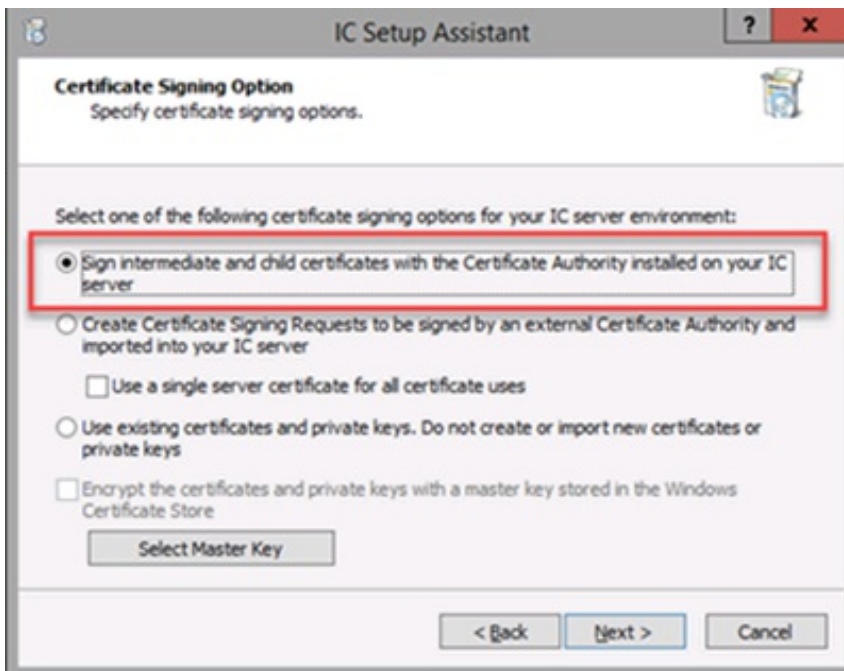 IC Setup Assistant
?
x
Certificate Signing Option
Specify certificate signing options.
Select one of the following certificate signing options for your IC server environment:
Sign intermediate and child certificates with the Certificate Authority installed on your IC
server
Create Certificate Signing Requests to be signed by an external Certificate Authority and
imported into your IC server
Use a single server certificate for all certificate uses
Use existing certificates and private keys. Do not create or import new certificates or
private keys
Encrypt the certificates and private keys with a master key stored in the Windows
Certificate Store
Select Master Key
< Back
Next >
Cancel